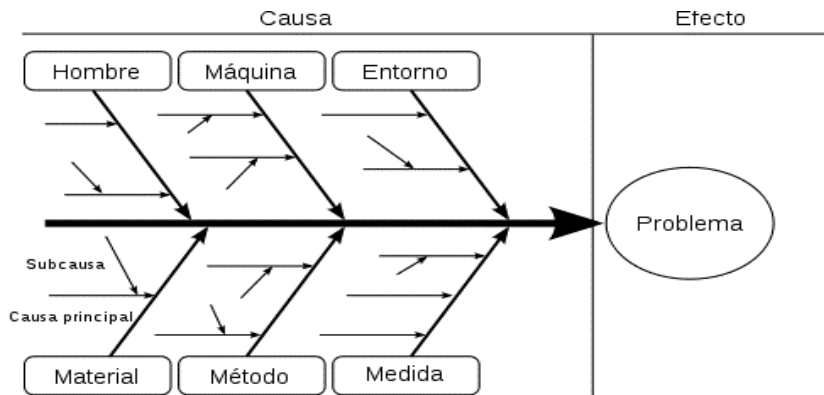 Causa
Efecto
Hombre
Máquina
Entorno
Problema
Subcausa
Causa principal
Material
Método
Medida